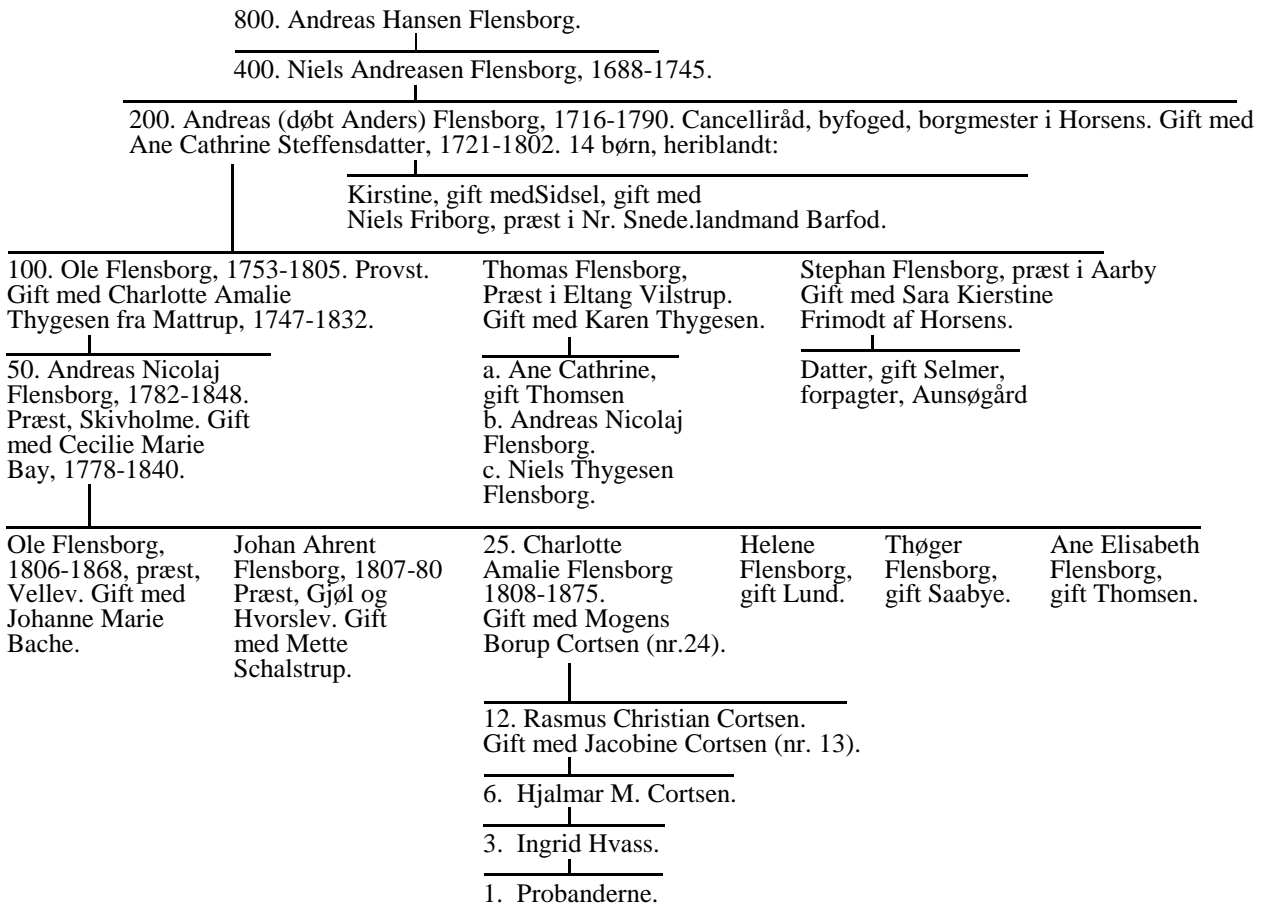 800. Andreas Hansen Flensborg.
400. Niels Andreasen Flensborg, 1688-1745.
200. Andreas (døbt Anders) Flensborg, 1716-1790. Cancelliråd, byfoged, borgmester i Horsens. Gift med
Ane Cathrine Steffensdatter, 1721-1802. 14 børn, heriblandt:
Kirstine, gift medSidsel, gift med
Niels Friborg, præst i Nr. Snede.landmand Barfod.
100. Ole Flensborg, 1753-1805. Provst.
Gift med Charlotte Amalie
Thygesen fra Mattrup, 1747-1832.
Thomas Flensborg,
Præst i Eltang Vilstrup.
Gift med Karen Thygesen.
Stephan Flensborg, præst i Aarby
Gift med Sara Kierstine
Frimodt af Horsens.
50. Andreas Nicolaj
Flensborg, 1782-1848.
Præst, Skivholme. Gift
med Cecilie Marie
Bay, 1778-1840.
a. Ane Cathrine,
gift Thomsen
b. Andreas Nicolaj
Flensborg.
c. Niels Thygesen
Flensborg.
Datter, gift Selmer,
forpagter, Aunsøgård
Ole Flensborg,
1806-1868, præst,
Vellev. Gift med
Johanne Marie
Bache.
Johan Ahrent
Flensborg, 1807-80
Præst, Gjøl og
Hvorslev. Gift
med Mette
Schalstrup.
25. Charlotte
Amalie Flensborg
1808-1875.
Gift med Mogens
Borup Cortsen (nr.24).
Helene
Flensborg,
gift Lund.
Thøger
Flensborg,
gift Saabye.
Ane Elisabeth
Flensborg,
gift Thomsen.
12. Rasmus Christian Cortsen.
Gift med Jacobine Cortsen (nr. 13).
6. Hjalmar M. Cortsen.
3. Ingrid Hvass.
1. Probanderne.